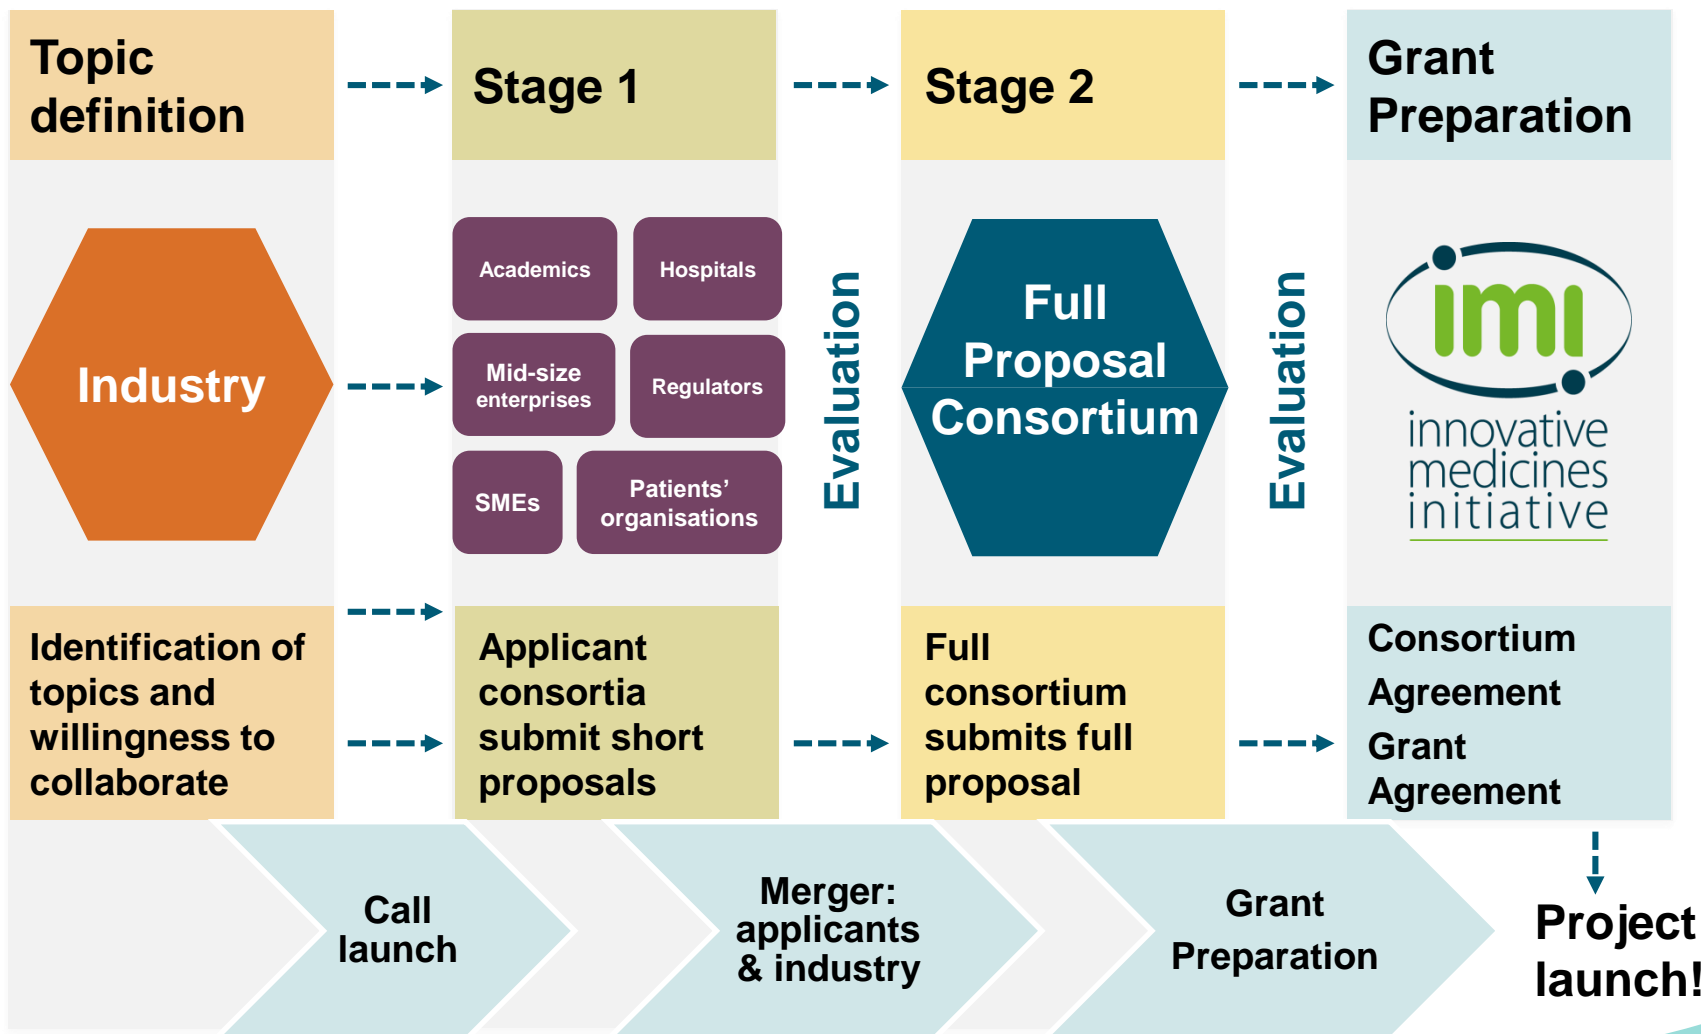 Topic
definition
Stage 1
Stage 2
Grant
Preparation
Industry
Academics
Hospitals
Mid-size
enterprises
Regulators
SMEs
Patients’
organisations
Evaluation
Full
Proposal
Consortium
Evaluation
imi
innovative
medicines
initiative
Identification of
topics and
willingness to
collaborate
Applicant
consortia
submit short
proposals
Full
consortium
submits full
proposal
Consortium
Agreement
Grant
Agreement
Call
launch
Merger:
applicants
& industry
Grant
Preparation
Project
launch!